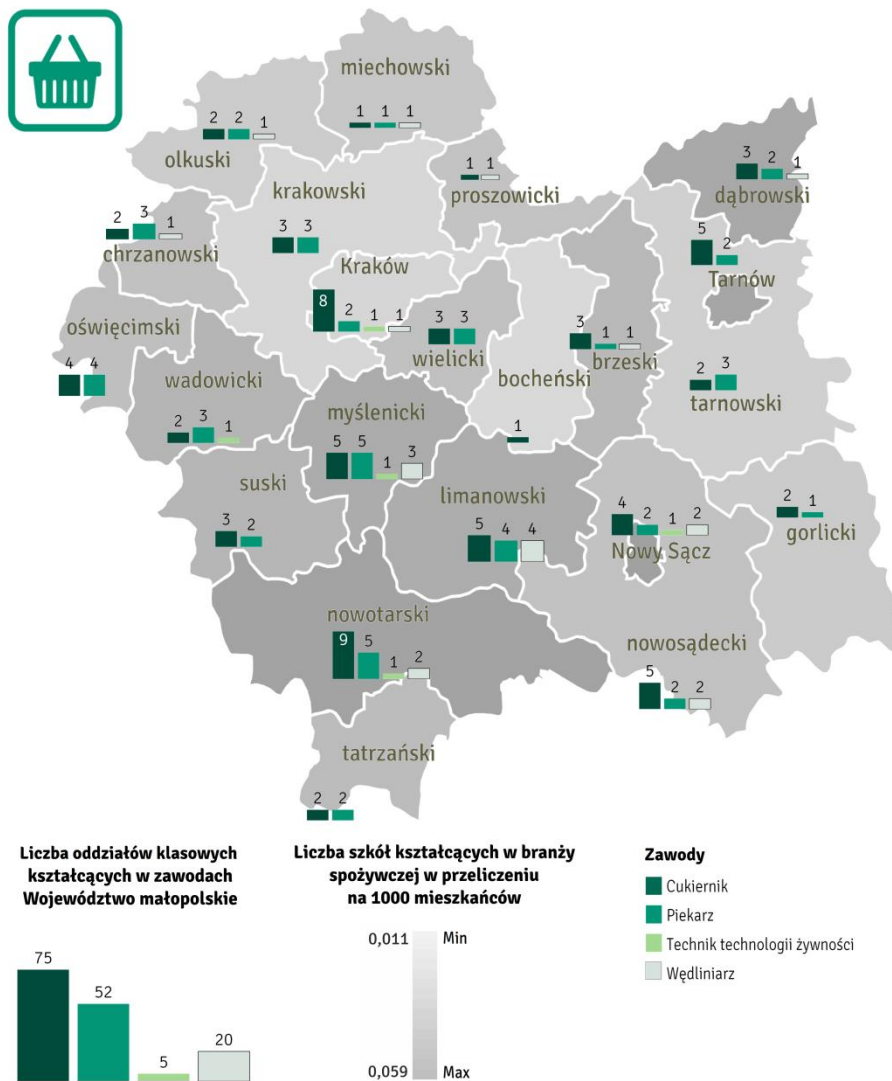 miechowski
1 1 1
2 2 1
olkuski
1 1
proszowicki
3 2 1
dąbrowski
krakowski
3 3
2 3 1
chrzanowski
5 2
Tarnów
Kraków
8 2 1 1
oświęcimski
4 4
3 3
wielicki
3 1 1
brzeski
bocheński
1
2 3
tarnowski
wadowicki
2 3 1
myślenicki
5 5 1 3
suski
3 2
limanowski
5 4 4
4 2 1 2
Nowy Sącz
2 1
gorlicki
nowotarski
9 5 1 2
nowosądecki
5 2 2
tatrzański
2 2
Liczba oddziałów klasowych
kształcących w zawodach
Województwo małopolskie
75
52
5
20
Liczba szkół kształcących w branży
spożywczej w przeliczeniu
na 1000 mieszkańców
0,011 Min
0,059 Max
Zawody
Cukiernik
Piekarz
Technik technologii żywności
Wędliniarz